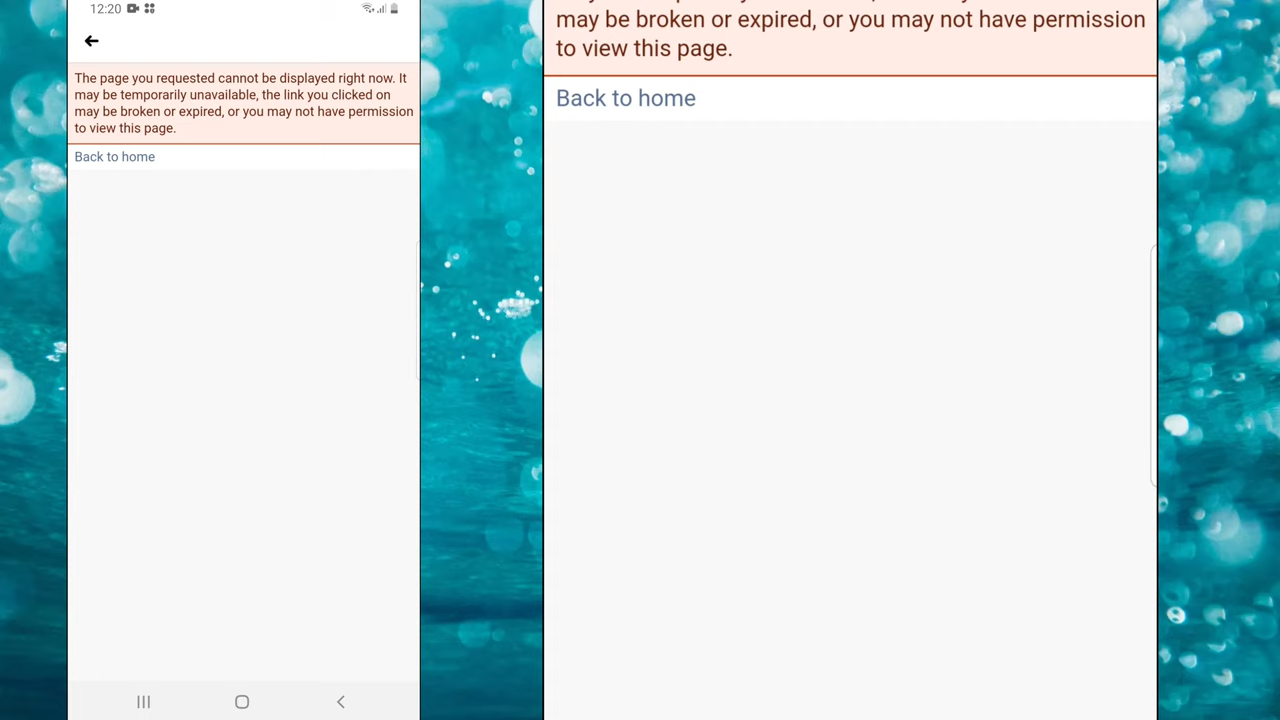 12:20
The page you requested cannot be displayed right now. It
may be temporarily unavailable, the link you clicked on
may be broken or expired, or you may not have permission
to view this page.
Back to home
may be broken or expired, or you may not have permission
to view this page.
Back to home